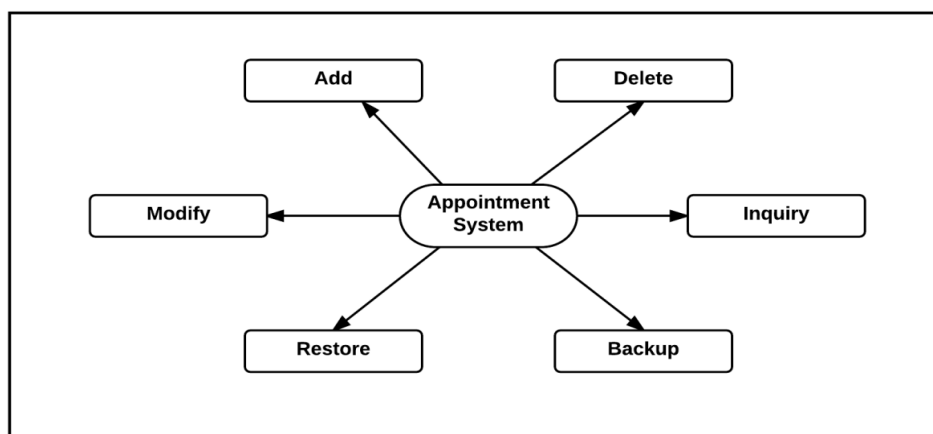 Add
Delete
Modify
Appointment
System
Inquiry
Restore
Backup